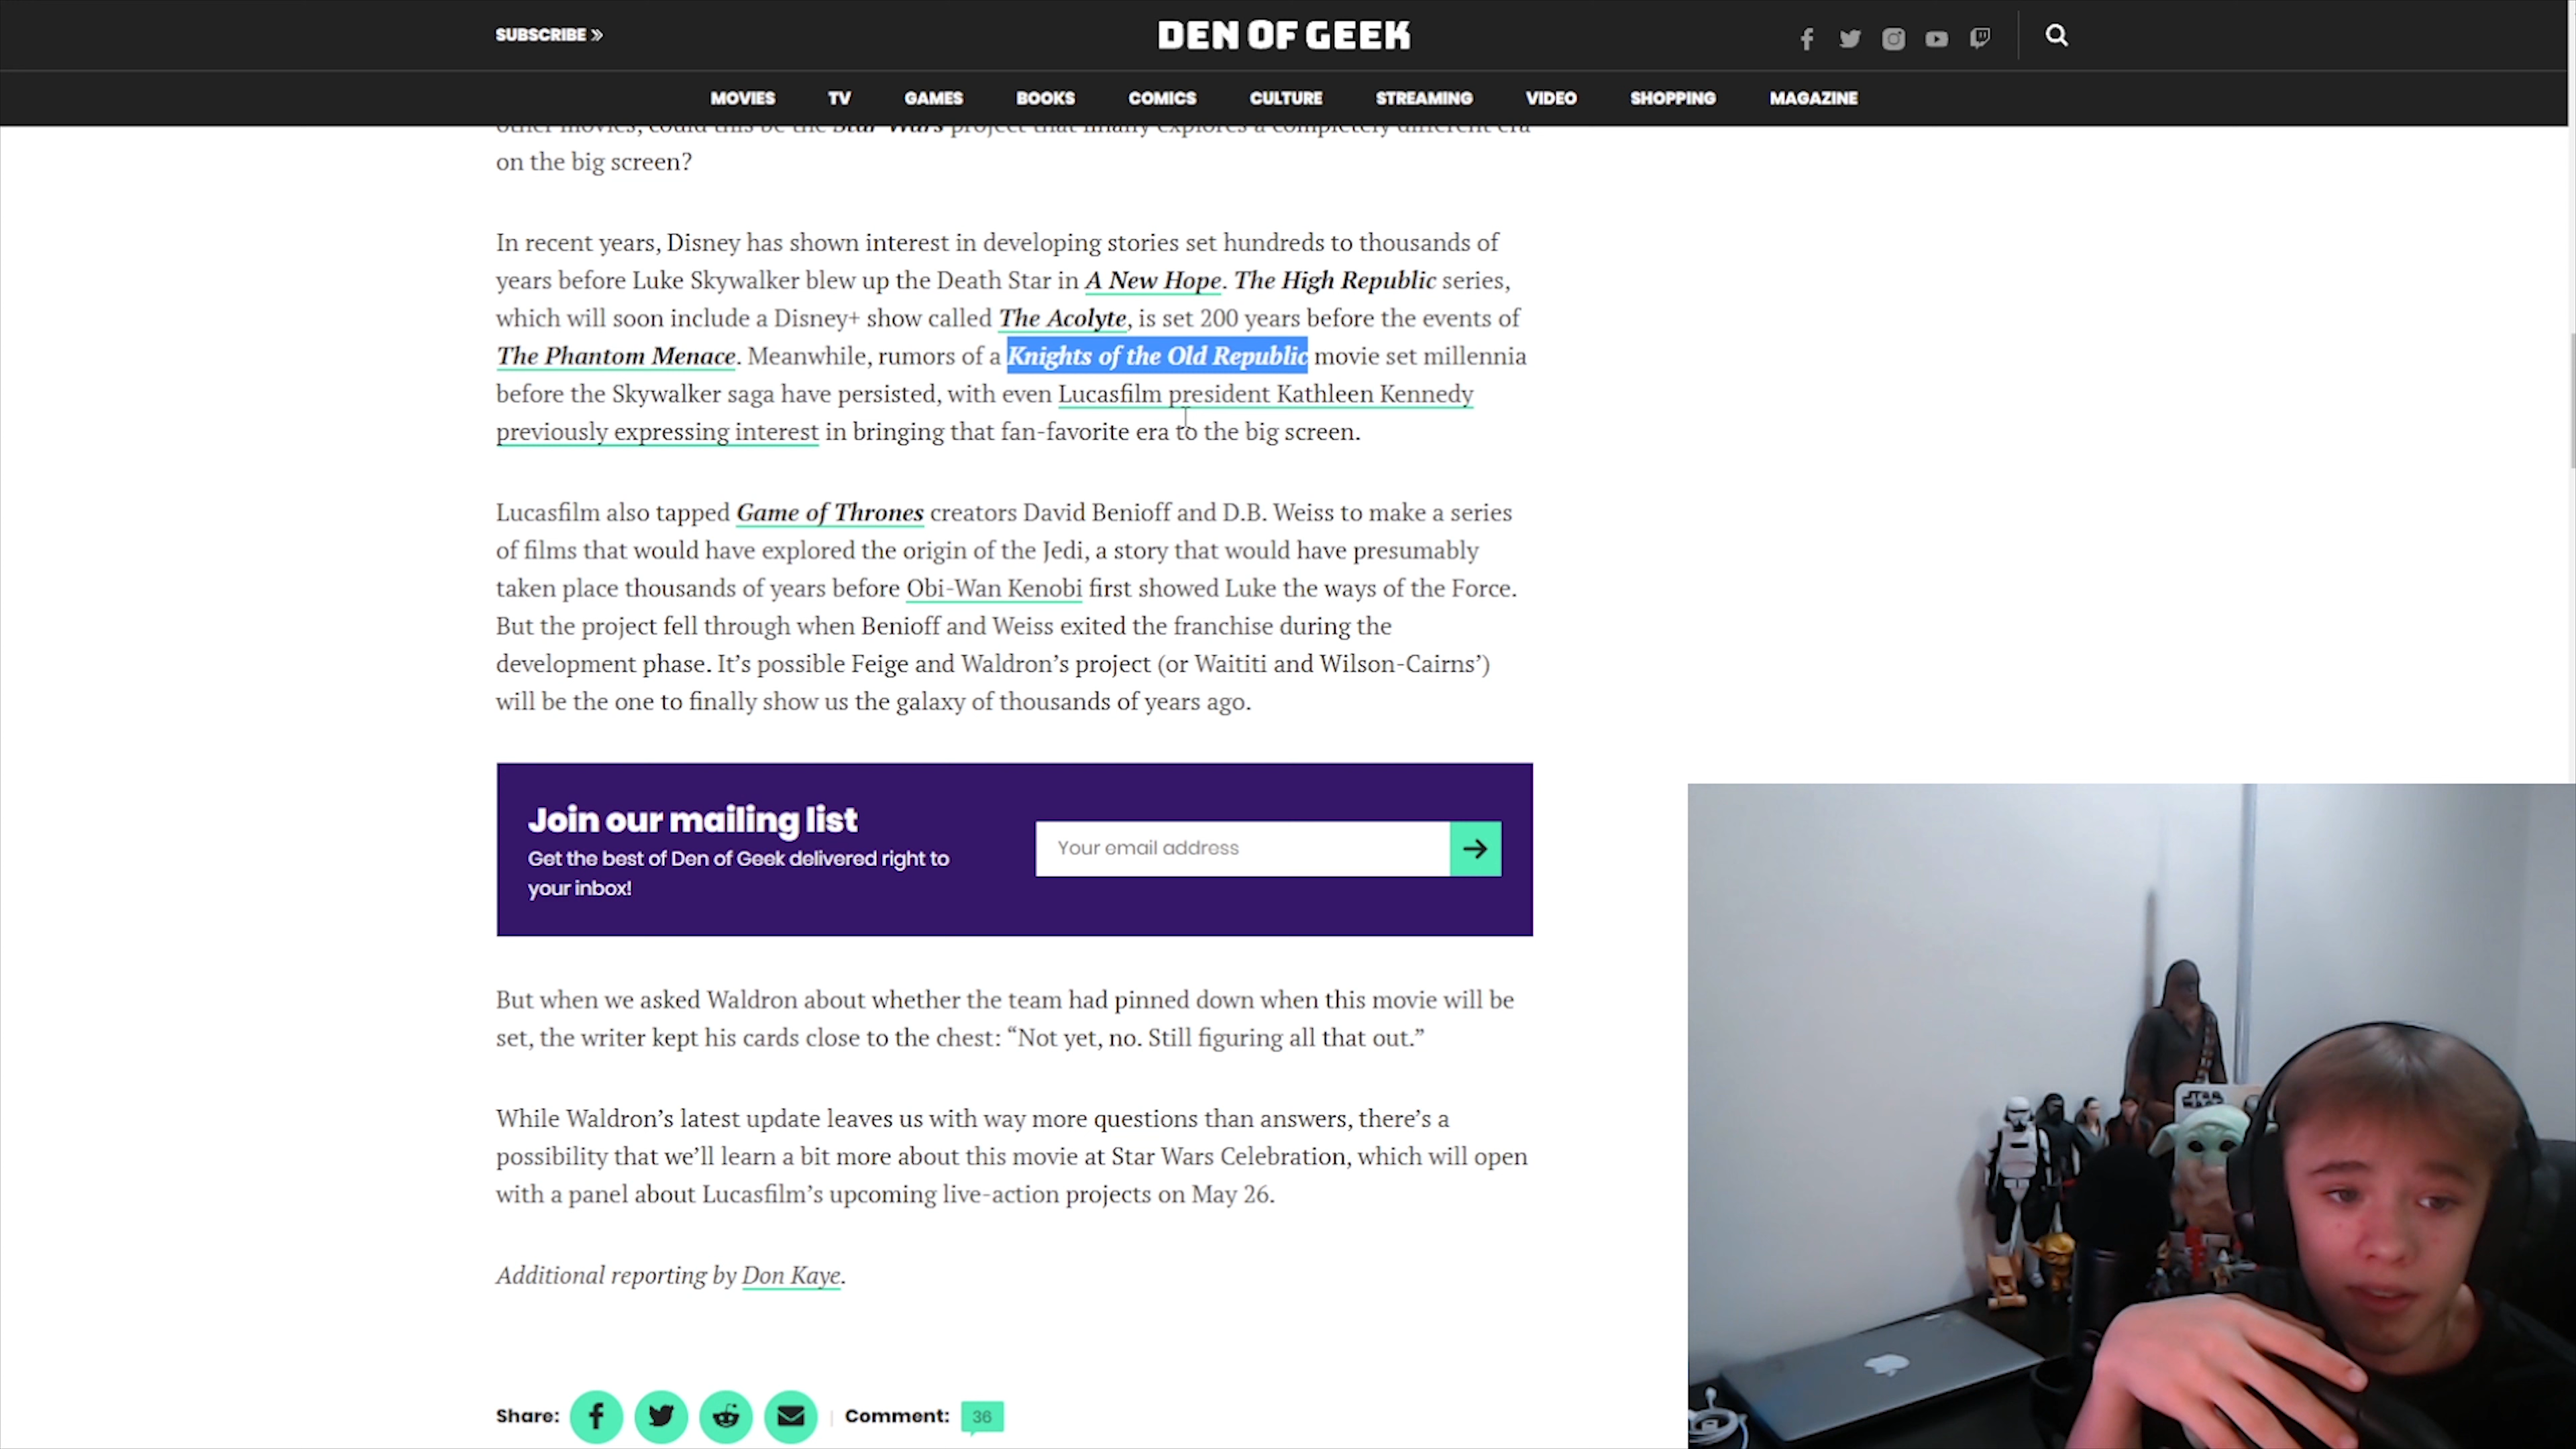 SUBSCRIBE »
DEN OF GEEK
MOVIES TV GAMES BOOKS COMICS CULTURE STREAMING VIDEO SHOPPING MAGAZINE
other movies, could this be the Star Wars project that finally explores a completely different era
on the big screen?
In recent years, Disney has shown interest in developing stories set hundreds to thousands of
years before Luke Skywalker blew up the Death Star in A New Hope. The High Republic series,
which will soon include a Disney+ show called The Acolyte, is set 200 years before the events of
The Phantom Menace. Meanwhile, rumors of a Knights of the Old Republic movie set millennia
before the Skywalker saga have persisted, with even Lucasfilm president Kathleen Kennedy
previously expressing interest in bringing that fan-favorite era to the big screen.
Lucasfilm also tapped Game of Thrones creators David Benioff and D.B. Weiss to make a series
of films that would have explored the origin of the Jedi, a story that would have presumably
taken place thousands of years before Obi-Wan Kenobi first showed Luke the ways of the Force.
But the project fell through when Benioff and Weiss exited the franchise during the
development phase. It’s possible Feige and Waldron’s project (or Waititi and Wilson-Cairns’)
will be the one to finally show us the galaxy of thousands of years ago.
Join our mailing list
Get the best of Den of Geek delivered right to
your inbox!
Your email address
But when we asked Waldron about whether the team had pinned down when this movie will be
set, the writer kept his cards close to the chest: “Not yet, no. Still figuring all that out.”
While Waldron’s latest update leaves us with way more questions than answers, there’s a
possibility that we’ll learn a bit more about this movie at Star Wars Celebration, which will open
with a panel about Lucasfilm’s upcoming live-action projects on May 26.
Additional reporting by Don Kaye.
Share: Comment: 36
STAR WARS